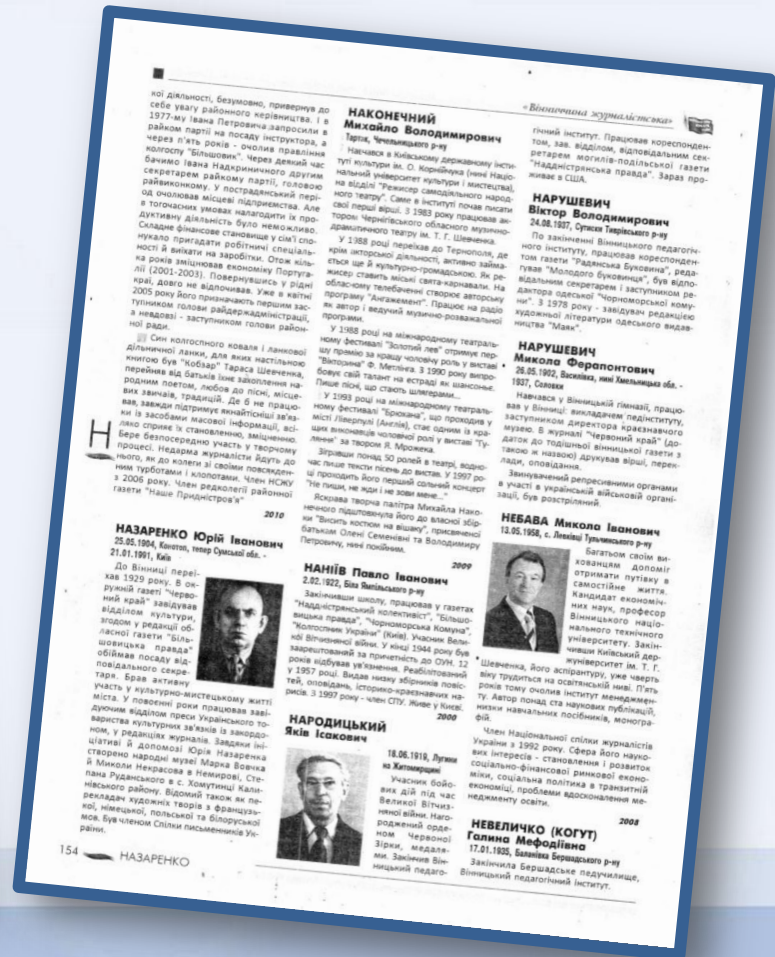 «Вінниччина журналістська»
кої діяльності, безумовно, привернув до
себе увагу районного керівництва. І в
1977-му Івана Петровича запросили в
райком партії на посаду інструктора, а
через п'ять років - очолив правління
колгоспу "Більшовик". Через деякий час
бачимо Івана Надкриничного другим
секретарем райкому партії, головою
райвиконкому. У пострадянський пері-
од очолював місцеві підприємства. Але
в тогочасних умовах налагодити їх про-
дуктивну діяльність було неможливо.
Складне фінансове становище у сім'ї спо-
нукало пригадати робітничі спеціаль-
ності й виїхати на заробітки. Отож кіль-
ка років зміцнював економіку Португа-
лії (2001-2003). Повернувшись у рідні
краї, довго не відпочивав. Уже в квітні
2005 року його призначають першим зас-
тупником голови райдержадміністрації,
а невдовзі - заступником голови район-
ної ради.
Син колгоспного коваля і ланкової
дільничної ланки, для яких настільною
книгою був "Кобзар" Тараса Шевченка,
перейняв від батьків їхнє захоплення на-
родним поетом, любов до пісні, місце-
вих звичаїв, традицій. Де б не працю-
вав, завжди підтримує якнайтісніші зв'яз-
ки із засобами масової інформації, всі-
ляко сприяє їх становленню, зміцненню.
Бере безпосередню участь у творчому
процесі. Недарма журналісти йдуть до
нього, як до колеги зі своїми повсякден-
ним турботами і клопотами. Член НСЖУ
з 2006 року. Член редколегії районної
газети "Наше Придністров'я"
2010
Н
НАЗАРЕНКО Юрій Іванович
25.05.1904, Конотоп, тепер Сумської обл. -
21.01.1991, Київ
До Вінниці переї-
хав 1929 року. В ок-
ружній газеті "Черво-
ний край" завідував
відділом культури,
згодом у редакції об-
ласної газети "Біль-
шовицька правда"
обіймав посаду від-
повідального секре-
таря. Брав активну
участь у культурно-мистецькому житті
міста. У повоєнні роки працював заві-
дуючим відділом преси Українського то-
вариства культурних зв'язків із закордо-
ном, у редакціях журналів. Завдяки іні-
ціативі й допомозі Юрія Назаренка
створено народні музеї Марка Вовчка
й Миколи Некрасова в Немирові, Сте-
пана Руданського в с. Хомутинці Кали-
нівського району. Відомий також як пе-
рекладач художніх творів з французь-
кої, німецької, польської та білоруської
мов. Був членом Спілки письменників Ук-
раїни.
НАКОНЕЧНИЙ
Михайло Володимирович
Тартак, Чечельницького р-ну
Навчався в Київському державному інсти-
туті культури ім. О. Корнійчука (нині Націо-
нальний університет культури і мистецтва),
на відділі "Режисер самодіяльного народ-
ного театру". Саме в інституті почав писати
свої перші вірші. З 1983 року працював ак-
тором Чернігівського обласного музично-
драматичного театру ім. Т. Г. Шевченка.
У 1988 році переїхав до Тернополя, де
крім акторської діяльності, активно займа-
ється ще й культурно-громадською. Як ре-
жисер ставить міські свята-карнавали. На
обласному телебаченні створює авторську
програму "Ангажемент". Працює на радіо
як автор і ведучий музично-розважальної
програми.
У 1988 році на міжнародному театраль-
ному фестивалі "Золотий лев" отримує пер-
шу премію за кращу чоловічу роль у виставі
"Вікторина" Ф. Метлінга. З 1990 року випро-
бовує свій талант на естраді як шансоньє.
Пише пісні, що стають шлягерами...
У 1993 році на міжнародному театраль-
ному фестивалі "Брюкана", що проходив у
місті Ліверпулі (Англія), стає одним із кра-
щих виконавців чоловічої ролі у виставі "Гу-
ляння" за твором Я. Мрожека.
Зігравши понад 50 ролей в театрі, водно-
час пише тексти пісень до вистав. У 1997 ро-
ці проходить його перший сольний концерт
"Не пиши, не жди і не зови мене..."
Яскрава творча палітра Михайла Нако-
нечного підштовхнула його до власної збір-
ки "Висить костюм на вішаку", присвяченої
батькам Олені Семенівні та Володимиру
Петровичу, нині покійним.
2009
НАНІЇВ Павло Іванович
2.02.1922, Біла Ямпільського р-ну
Закінчивши школу, працював у газетах
"Наддністрянський колективіст", "Більшо-
вицька правда", "Чорноморська Комуна",
"Колгоспник України" (Київ). Учасник Вели-
кої Вітчизняної війни. У кінці 1944 року був
заарештований за причетність до ОУН. 12
років відбував ув'язнення. Реабілітований
у 1957 році. Видав низку збірників повіс-
тей, оповідань, історико-краєзнавчих на-
рисів. З 1997 року - член СПУ. Живе у Києві.
2000
НАРОДИЦЬКИЙ
Яків Ісакович
18.06.1919, Лугини
на Житомирщині
Учасник бойо-
вих дій під час
Великої Вітчиз-
няної війни. Наго-
роджений орде-
ном Червоної
Зірки, медаля-
ми. Закінчив Він-
ницький педаго-
гічний інститут. Працював кореспонден-
том, зав. відділом, відповідальним сек-
ретарем могилів-подільської газети
"Наддністрянська правда". Зараз про-
живає в США.
НАРУШЕВИЧ
Віктор Володимирович
24.08.1937, Сутиски Тиврівського р-ну
По закінченні Вінницького педагогіч-
ного інституту, працював кореспонден-
том газети "Радянська Буковина", реда-
гував "Молодого буковинця", був відпо-
відальним секретарем і заступником ре-
дактора одеської "Чорноморської кому-
ни". З 1978 року - завідувач редакцією
художньої літератури одеського видав-
ництва "Маяк".
НАРУШЕВИЧ
Микола Ферапонтович
26.05.1902, Василівка, нині Хмельницька обл. -
1937, Соловки
Навчався у Вінницькій гімназії, працю-
вав у Вінниці: викладачем педінституту,
заступником директора краєзнавчого
музею. В журналі "Червоний край" (до-
даток до тодішньої вінницької газети з
такою ж назвою) друкував вірші, перек-
лади, оповідання.
Звинувачений репресивними органами
в участі в українській військовій органі-
зації, був розстріляний.
НЕБАВА Микола Іванович
13.05.1958, с. Левківці Тульчинського р-ну
Багатьом своїм ви-
хованцям допоміг
отримати путівку в
самостійне життя.
Кандидат економіч-
них наук, професор
Вінницького націо-
нального технічного
університету. Закін-
чивши Київський дер-
жуніверситет ім. Т. Г.
Шевченка, його аспірантуру, уже чверть
віку трудиться на освітянській ниві. П'ять
років тому очолив інститут менеджмен-
ту. Автор понад ста наукових публікацій,
низки навчальних посібників, моногра-
фій.
Член Національної спілки журналістів
України з 1992 року. Сфера його науко-
вих інтересів - становлення і розвиток
соціально-фінансової ринкової еконо-
міки, соціальна політика в транзитній
економіці, проблеми вдосконалення ме-
неджменту освіти.
2008
НЕВЕЛИЧКО (КОГУТ)
Галина Мефодіївна
17.01.1935, Баланівка Бершадського р-ну
Закінчила Бершадське педучилище,
Вінницький педагогічний інститут.
154 НАЗАРЕНКО